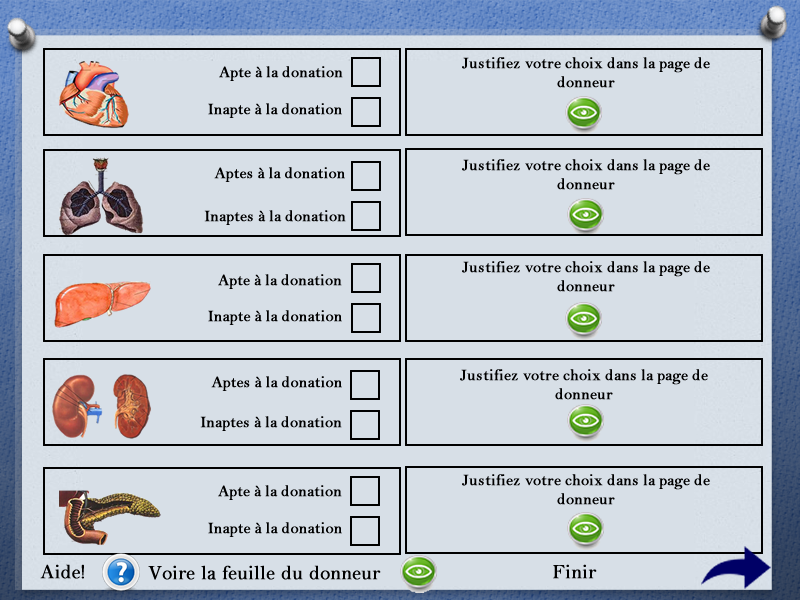 Apte à la donation
Inapte à la donation
Justifiez votre choix dans la page de
donneur
Aptes à la donation
Inaptes à la donation
Justifiez votre choix dans la page de
donneur
Apte à la donation
Inapte à la donation
Justifiez votre choix dans la page de
donneur
Aptes à la donation
Inaptes à la donation
Justifiez votre choix dans la page de
donneur
Apte à la donation
Inapte à la donation
Justifiez votre choix dans la page de
donneur
Aide! ? Voire la feuille du donneur Finir